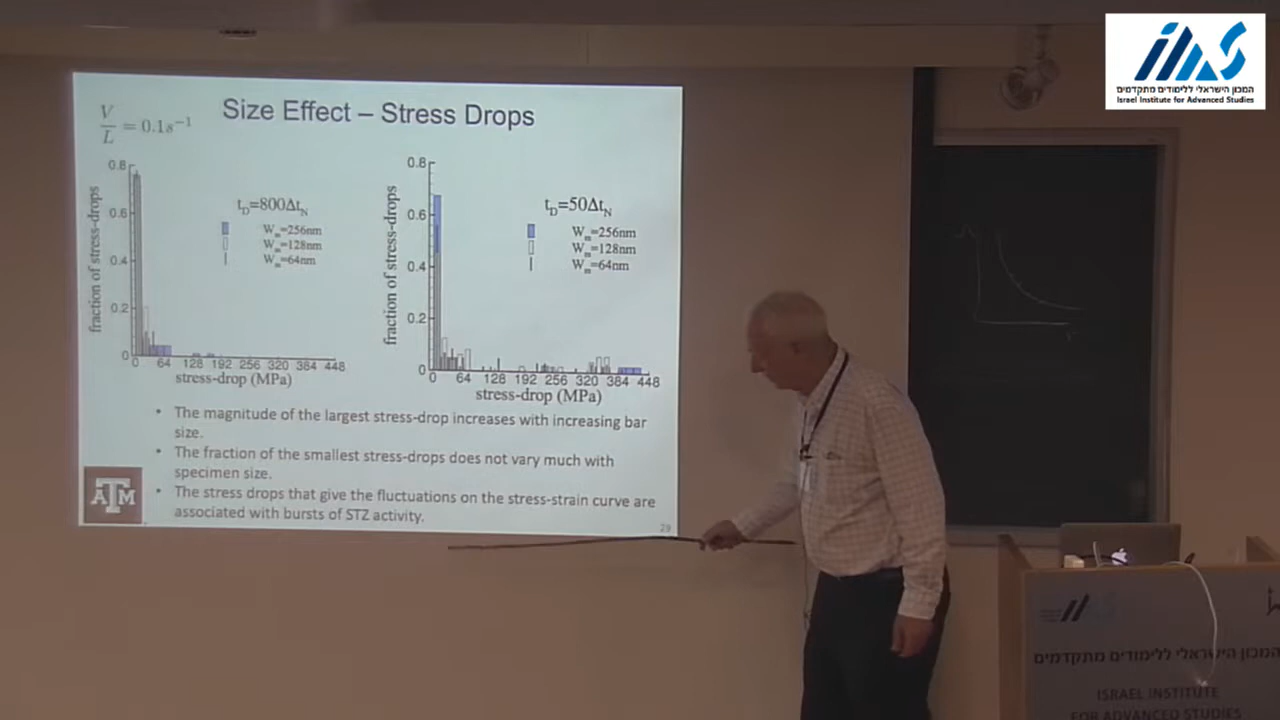 המכון הישראלי ללימודים מתקדמים
Israel Institute for Advanced Studies
Size Effect – Stress Drops
V/L = 0.1s⁻¹
fraction of stress-drops
0.8
0.6
0.4
0.2
0
t_D=800Δt_N
W_m=256nm
W_m=128nm
W_m=64nm
0 64 128 192 256 320 384 448
stress-drop (MPa)
fraction of stress-drops
0.8
0.6
0.4
0.2
0
t_D=50Δt_N
W_m=256nm
W_m=128nm
W_m=64nm
0 64 128 192 256 320 384 448
stress-drop (MPa)
• The magnitude of the largest stress-drop increases with increasing bar
size.
• The fraction of the smallest stress-drops does not vary much with
specimen size.
• The stress drops that give the fluctuations on the stress-strain curve are
associated with bursts of STZ activity.
ATM
29
המכון הישראלי ללימודים מתקדמים
ISRAEL INSTITUTE
FOR ADVANCED STUDIES